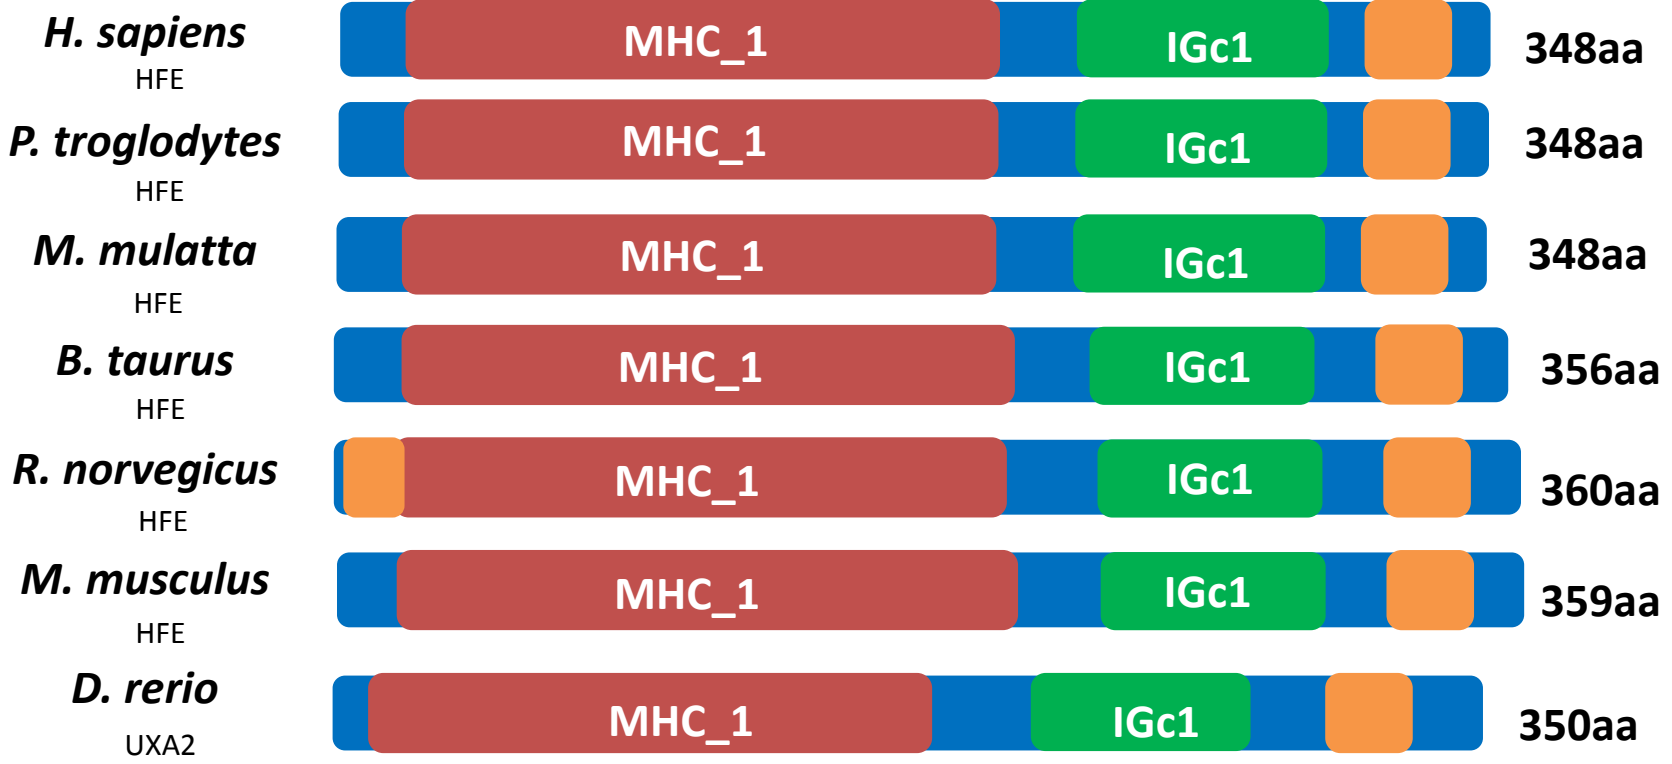 H. sapiens
HFE
MHC_1
IGc1
348aa
P. troglodytes
HFE
MHC_1
IGc1
348aa
M. mulatta
HFE
MHC_1
IGc1
348aa
B. taurus
HFE
MHC_1
IGc1
356aa
R. norvegicus
HFE
MHC_1
IGc1
360aa
M. musculus
HFE
MHC_1
IGc1
359aa
D. rerio
UXA2
MHC_1
IGc1
350aa